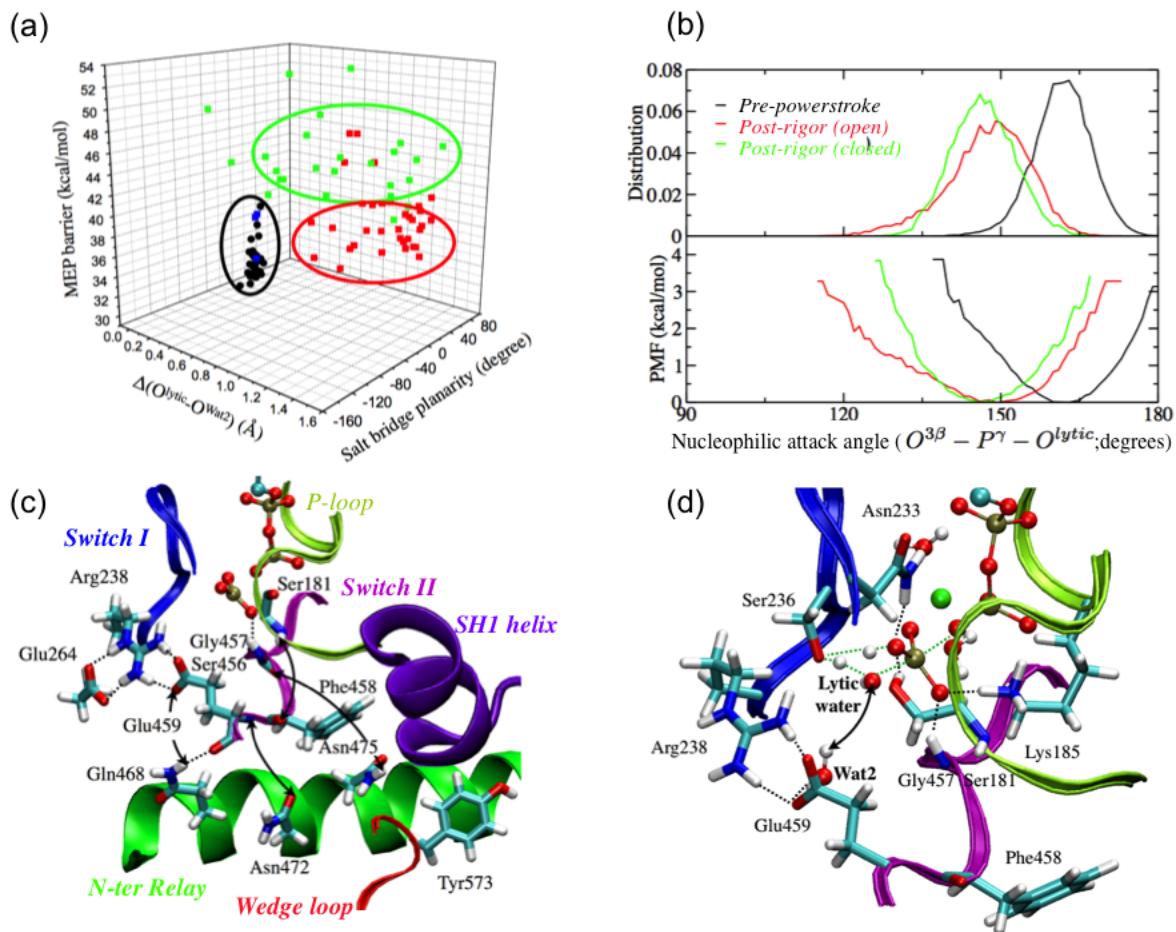 (a)
MEP barrier (kcal/mol)
54
50
48
46
44
42
40
38
36
34
32
30
0.0
0.2
0.4
0.6
0.8
1.0
1.2
1.4
1.6
Δ(O^lytic-O^Wat2) (Å)
-160
-120
-80
-40
0
40
80
Salt bridge planarity (degree)
(b)
Distribution
0.08
0.06
0.04
0.02
0
Pre-powerstroke
Post-rigor (open)
Post-rigor (closed)
PMF (kcal/mol)
4
3
2
1
0
90
120
150
180
Nucleophilic attack angle ( O^3β − P^γ − O^lytic;degrees)
(c)
P-loop
Switch I
Arg238
Ser181
Switch II
SH1 helix
Gly457
Glu264
Ser456
Phe458
Glu459
Asn475
Gln468
Asn472
Tyr573
N-ter Relay
Wedge loop
(d)
Asn233
Ser236
Lytic
water
Arg238
Lys185
Wat2
Gly457
Ser181
Glu459
Phe458